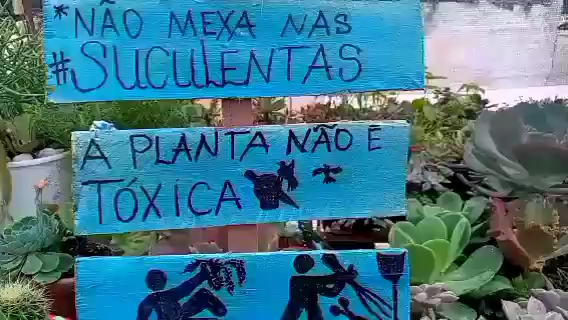 *NÃO MEXA NAS
#SUCULENTAS
A PLANTA NÃO É
TÓXICA